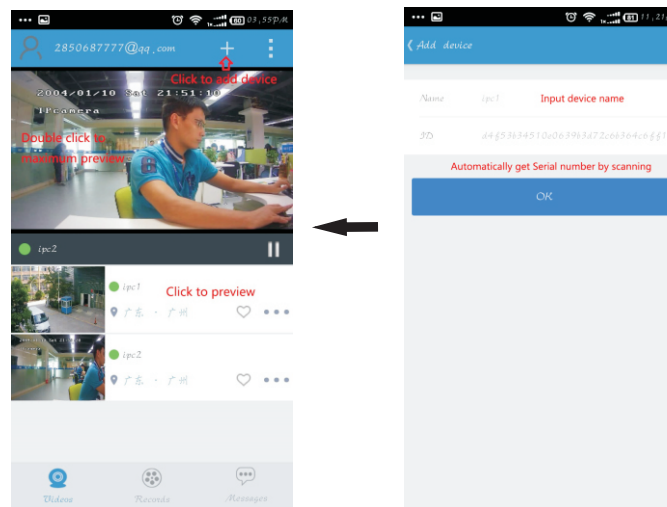 03,55P.M
2850687777@qq.com
Click to add device
2004/01/10 Sat 21:51:10
IPcamera
Double click to
maximum preview
ipc2
ipc1
Click to preview
广东 · 广州
ipc2
广东 · 广州
Videos
Records
Messages
Add device
Name
ipc1
Input device name
ID
Automatically get Serial number by scanning
OK